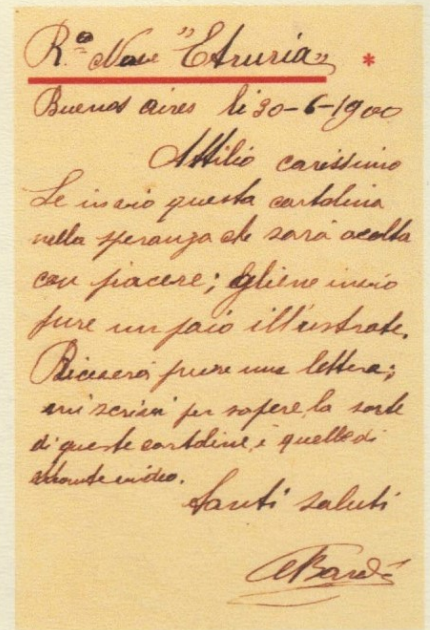 R.ª Nave "Etruria" *
Buenos Aires li 30-6-1900
Attilio carissimo
Le invio questa cartolina
nella speranza che sarà accolta
con piacere; gliene invio
pure un paio illustrate.
Riceverà pure una lettera;
mi scrivi per sapere la sorte
di queste cartoline, e quelle di
Montevideo.
Tanti saluti